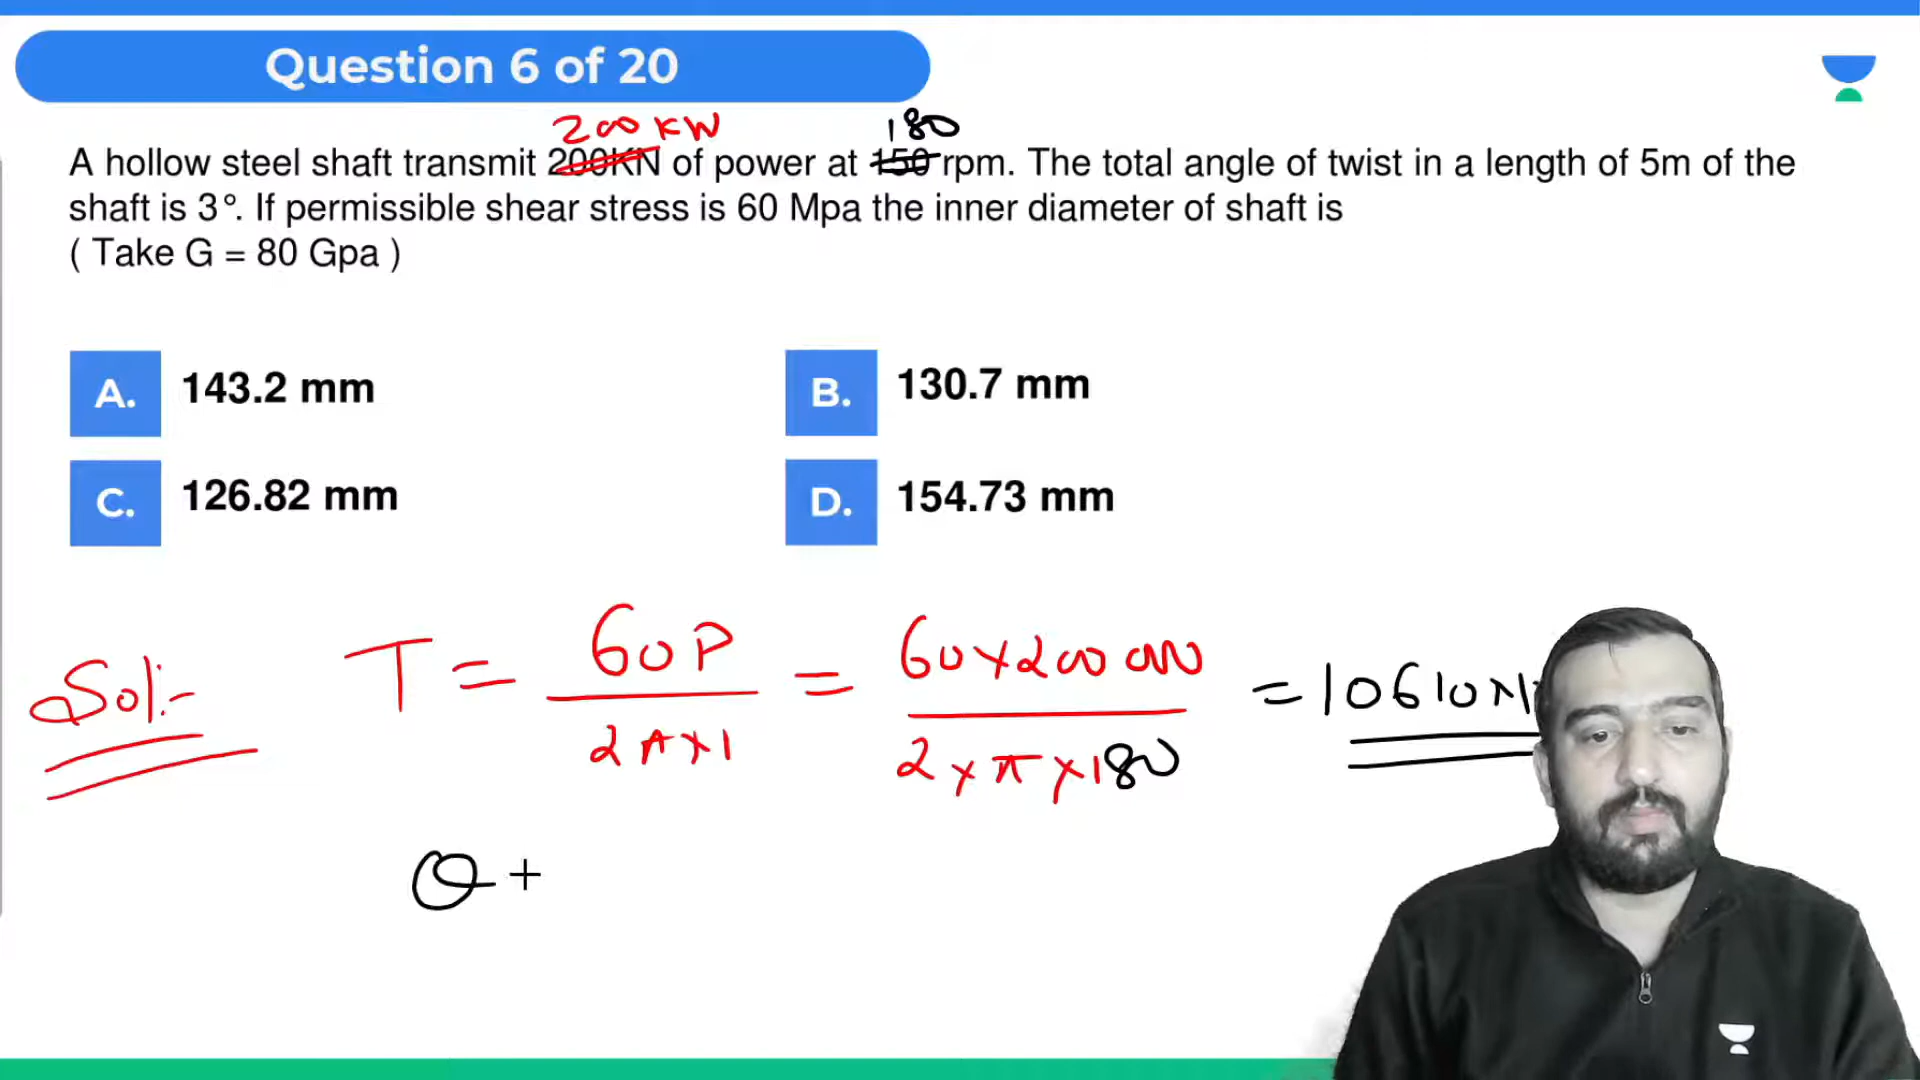 Question 6 of 20
200 KW 180
A hollow steel shaft transmit 200KN of power at 150 rpm. The total angle of twist in a length of 5m of the
shaft is 3°. If permissible shear stress is 60 Mpa the inner diameter of shaft is
( Take G = 80 Gpa )
A. 143.2 mm
B. 130.7 mm
C. 126.82 mm
D. 154.73 mm
Sol:- T = 60P / 2π×1 = 60×200000 / 2×π×180 = 10610×1